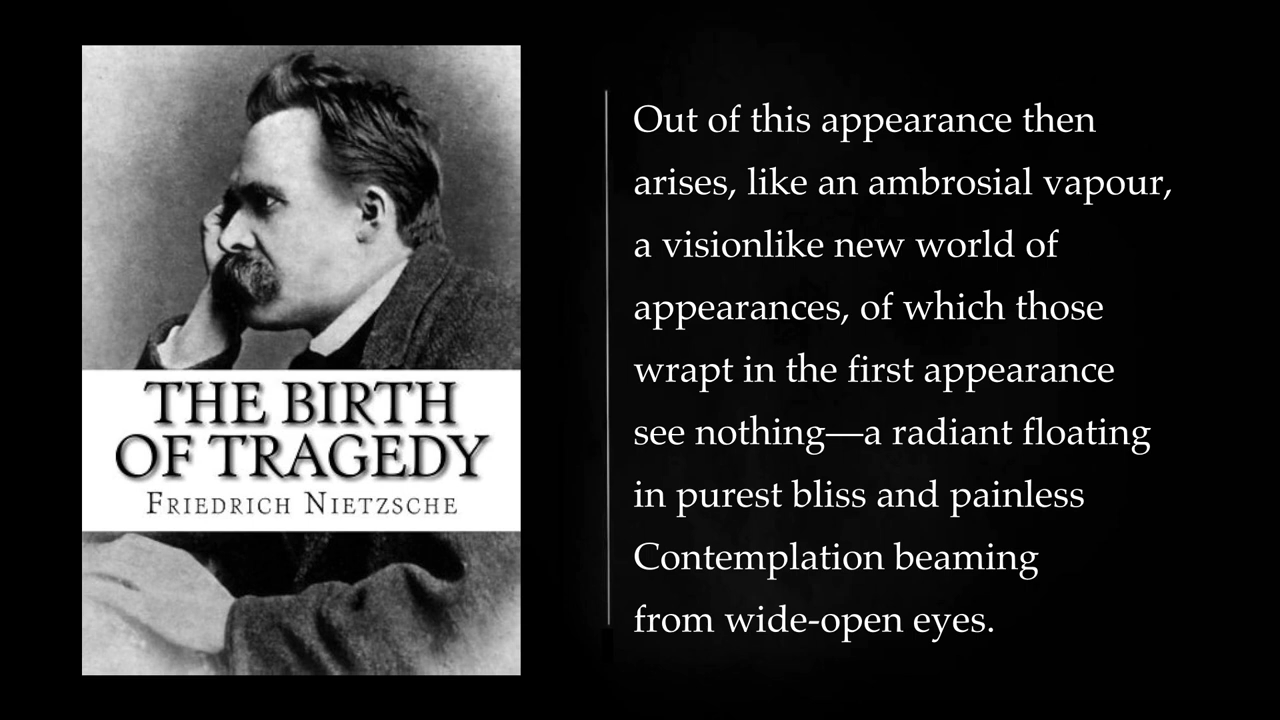 THE BIRTH
OF TRAGEDY
FRIEDRICH NIETZSCHE
Out of this appearance then
arises, like an ambrosial vapour,
a visionlike new world of
appearances, of which those
wrapt in the first appearance
see nothing—a radiant floating
in purest bliss and painless
Contemplation beaming
from wide-open eyes.